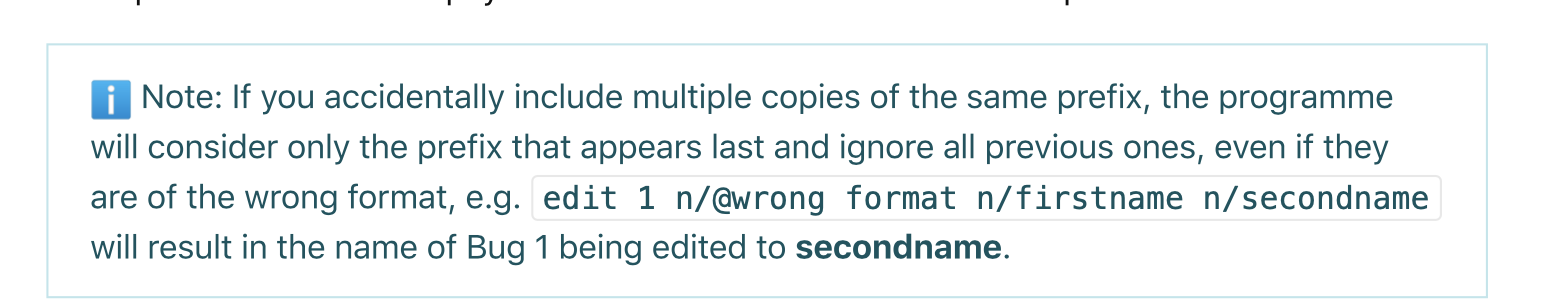 ℹ️ Note: If you accidentally include multiple copies of the same prefix, the programme
will consider only the prefix that appears last and ignore all previous ones, even if they
are of the wrong format, e.g. edit 1 n/@wrong format n/firstname n/secondname
will result in the name of Bug 1 being edited to secondname.